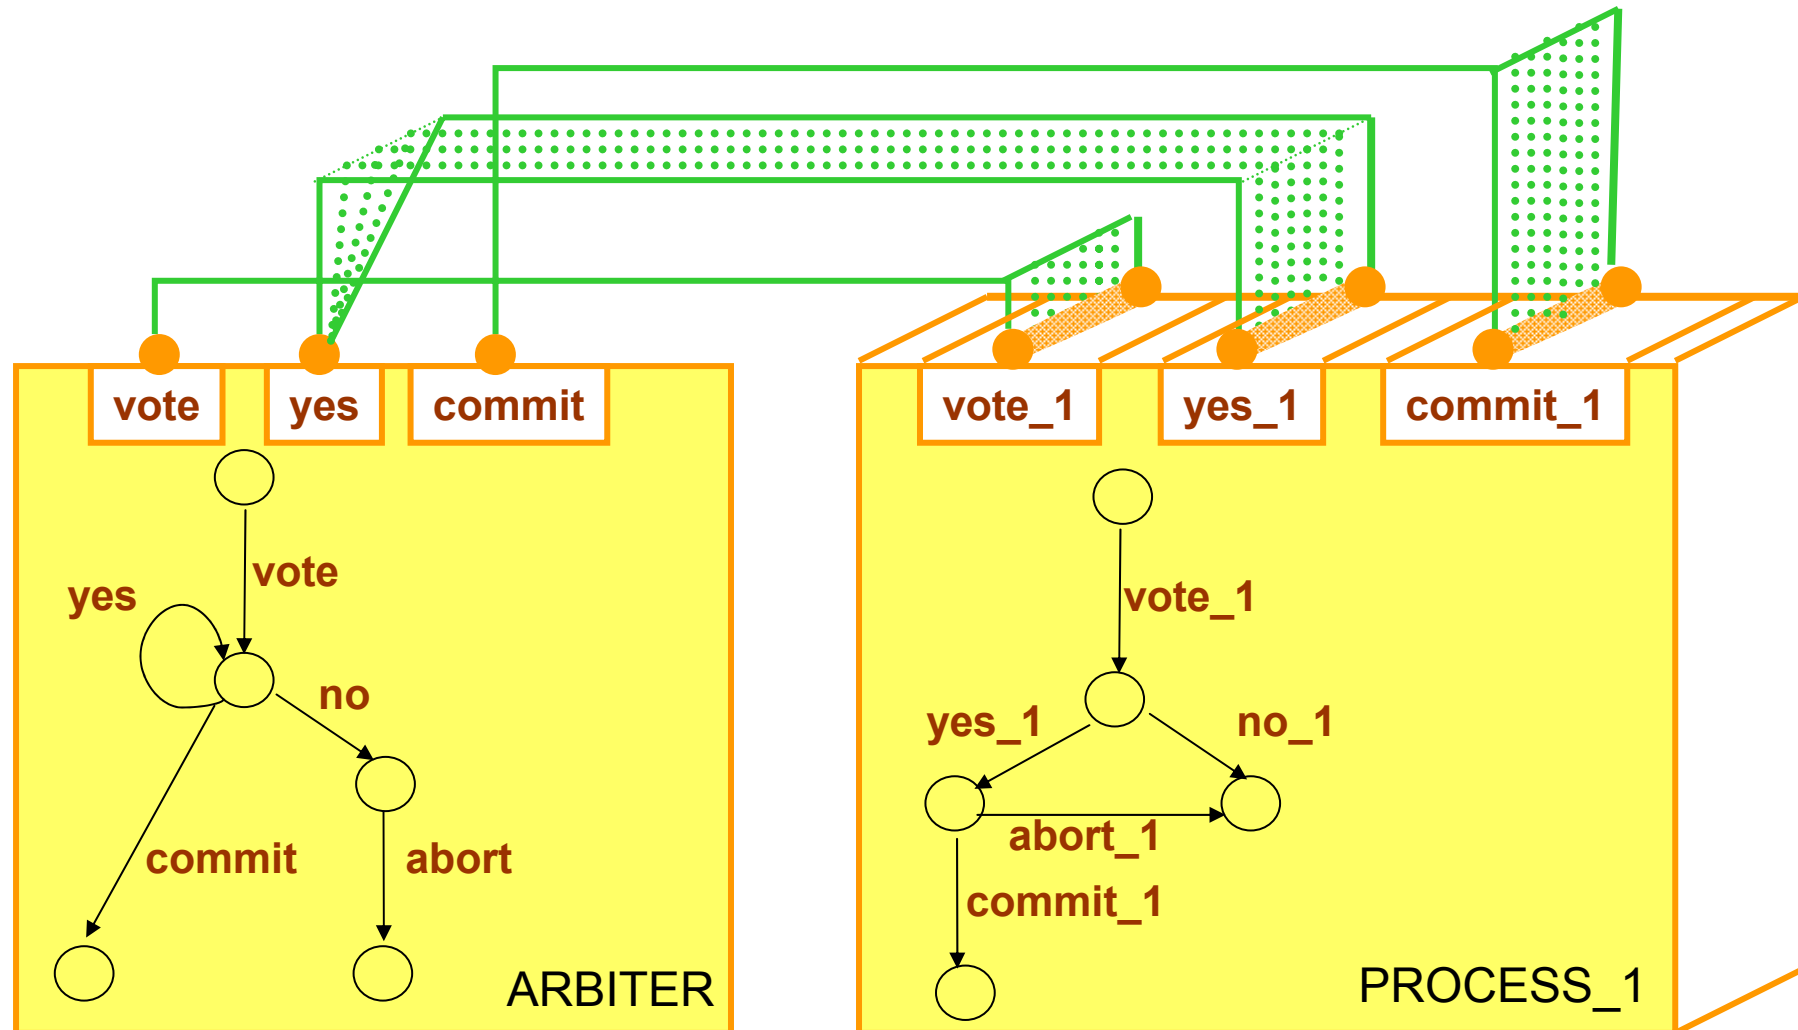 vote
yes
commit
vote_1
yes_1
commit_1
vote
yes
no
commit
abort
ARBITER
vote_1
yes_1
no_1
abort_1
commit_1
PROCESS_1